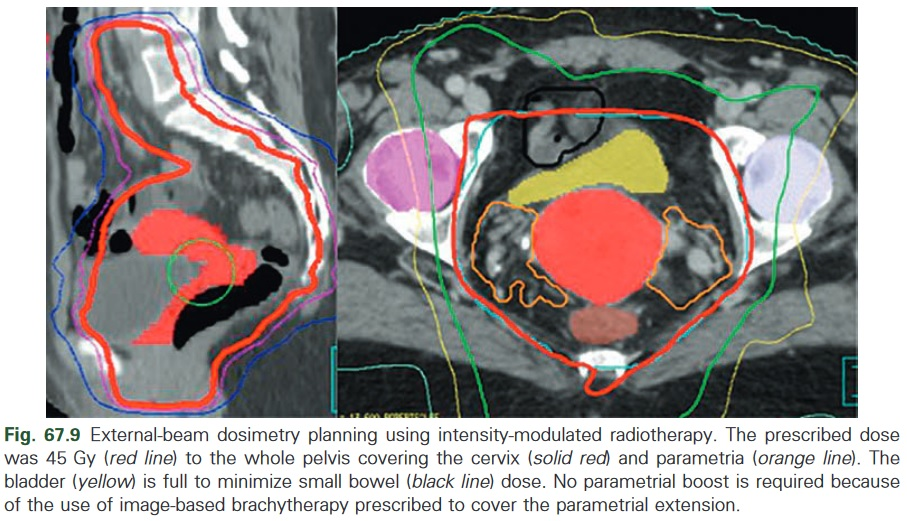 Fig. 67.9 External-beam dosimetry planning using intensity-modulated radiotherapy. The prescribed dose
was 45 Gy (red line) to the whole pelvis covering the cervix (solid red) and parametria (orange line). The
bladder (yellow) is full to minimize small bowel (black line) dose. No parametrial boost is required because
of the use of image-based brachytherapy prescribed to cover the parametrial extension.